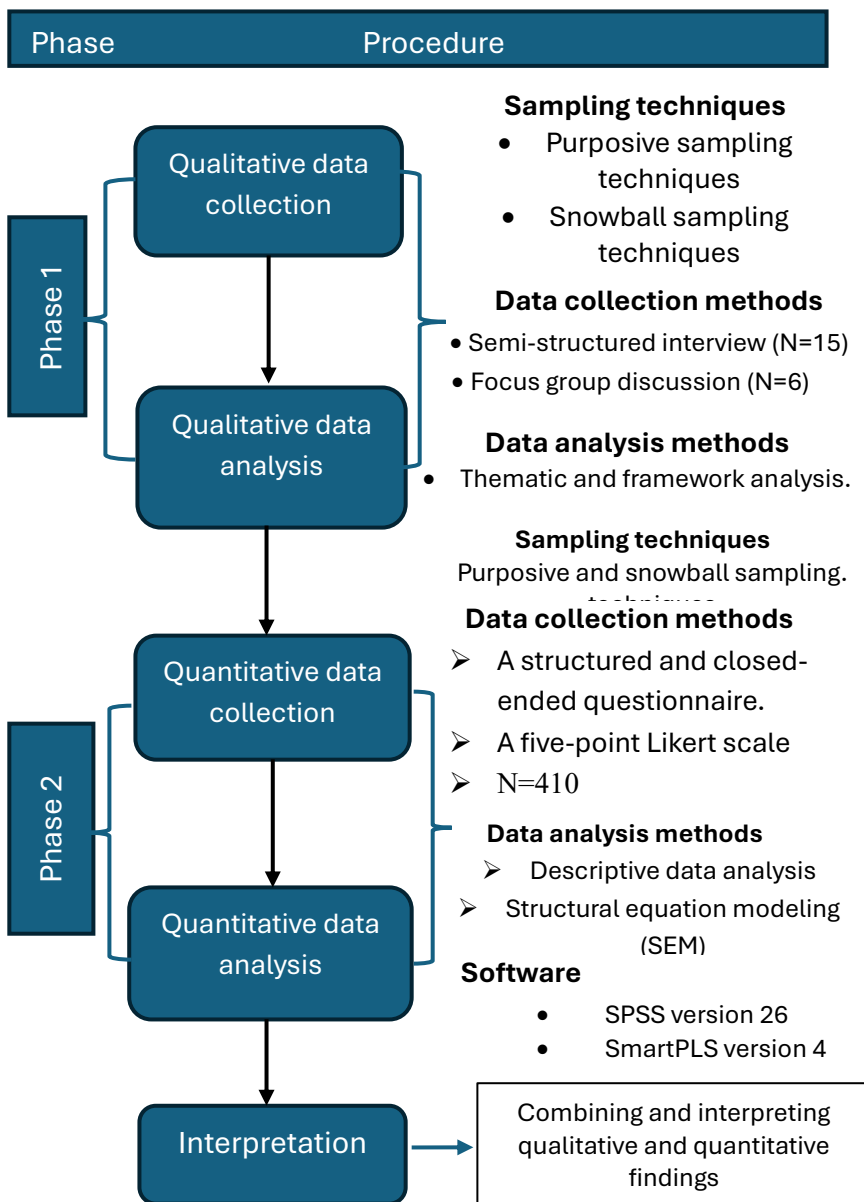 Phase Procedure
Sampling techniques
• Purposive sampling
techniques
• Snowball sampling
techniques
Qualitative data
collection
Phase 1
Data collection methods
• Semi-structured interview (N=15)
• Focus group discussion (N=6)
Qualitative data
analysis
Data analysis methods
• Thematic and framework analysis.
Sampling techniques
Purposive and snowball sampling.
Data collection methods
➢ A structured and closed-
ended questionnaire.
➢ A five-point Likert scale
➢ N=410
Quantitative data
collection
Phase 2
Data analysis methods
➢ Descriptive data analysis
➢ Structural equation modeling
(SEM)
Quantitative data
analysis
Software
• SPSS version 26
• SmartPLS version 4
Interpretation
Combining and interpreting
qualitative and quantitative
findings